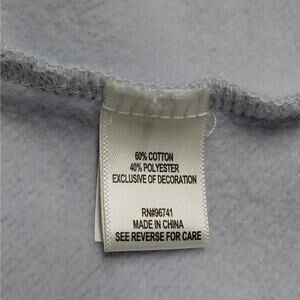 60% COTTON
40% POLYESTER
EXCLUSIVE OF DECORATION
RN#96741
MADE IN CHINA
SEE REVERSE FOR CARE